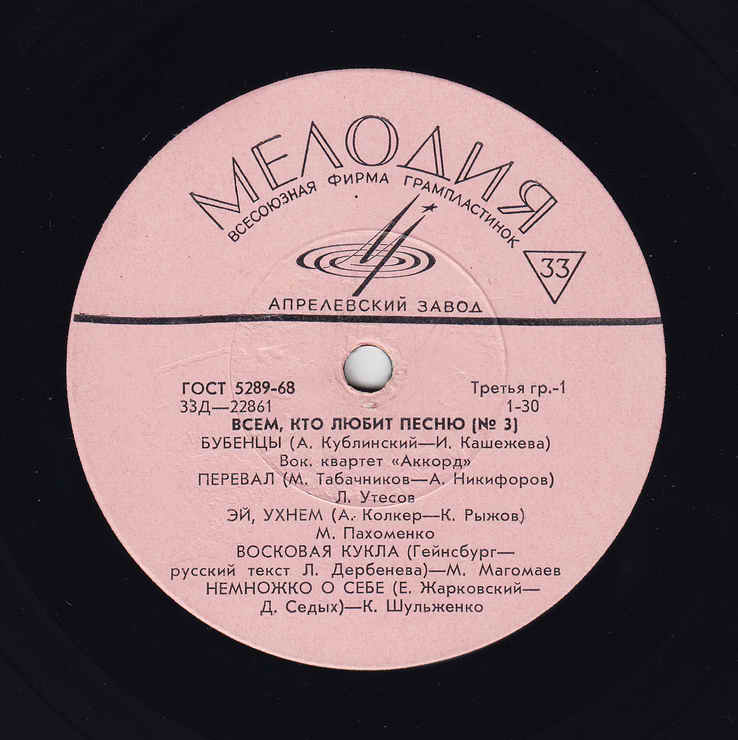 МЕЛОДИЯ
ВСЕСОЮЗНАЯ ФИРМА ГРАМПЛАСТИНОК
33
АПРЕЛЕВСКИЙ ЗАВОД
ГОСТ 5289-68 Третья гр.-1
33Д—22861 1-30
ВСЕМ, КТО ЛЮБИТ ПЕСНЮ (№ 3)
БУБЕНЦЫ (А. Кублинский—И. Кашежева)
Вок. квартет «Аккорд»
ПЕРЕВАЛ (М. Табачников—А. Никифоров)
Л. Утесов
ЭЙ, УХНЕМ (А. Колкер—К. Рыжов)
М. Пахоменко
ВОСКОВАЯ КУКЛА (Гейнсбург—
русский текст Л. Дербенева)—М. Магомаев
НЕМНОЖКО О СЕБЕ (Е. Жарковский—
Д. Седых)—К. Шульженко